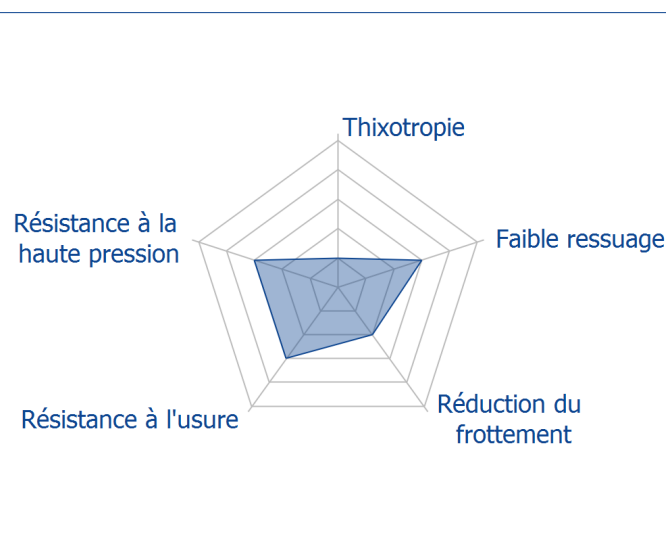 Thixotropie
Résistance à la
haute pression
Faible ressuage
Résistance à l'usure
Réduction du
frottement